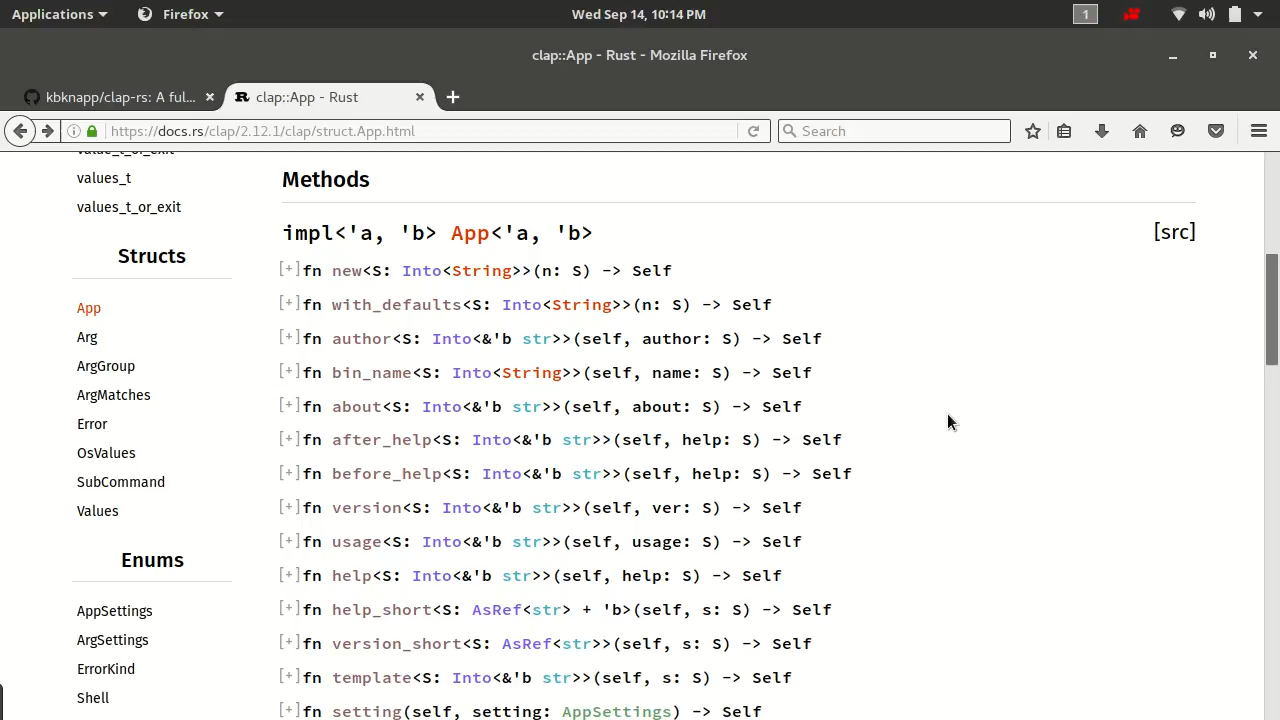 Applications Firefox Wed Sep 14, 10:14 PM 1
clap::App - Rust - Mozilla Firefox
kbknapp/clap-rs: A ful... clap::App - Rust
https://docs.rs/clap/2.12.1/clap/struct.App.html Search
value_t_or_exit
values_t
values_t_or_exit
Structs
App
Arg
ArgGroup
ArgMatches
Error
OsValues
SubCommand
Values
Enums
AppSettings
ArgSettings
ErrorKind
Shell
Methods
impl<'a, 'b> App<'a, 'b> [src]
[+]fn new<S: Into<String>>(n: S) -> Self
[+]fn with_defaults<S: Into<String>>(n: S) -> Self
[+]fn author<S: Into<&'b str>>(self, author: S) -> Self
[+]fn bin_name<S: Into<String>>(self, name: S) -> Self
[+]fn about<S: Into<&'b str>>(self, about: S) -> Self
[+]fn after_help<S: Into<&'b str>>(self, help: S) -> Self
[+]fn before_help<S: Into<&'b str>>(self, help: S) -> Self
[+]fn version<S: Into<&'b str>>(self, ver: S) -> Self
[+]fn usage<S: Into<&'b str>>(self, usage: S) -> Self
[+]fn help<S: Into<&'b str>>(self, help: S) -> Self
[+]fn help_short<S: AsRef<str> + 'b>(self, s: S) -> Self
[+]fn version_short<S: AsRef<str>>(self, s: S) -> Self
[+]fn template<S: Into<&'b str>>(self, s: S) -> Self
[+]fn setting(self, setting: AppSettings) -> Self